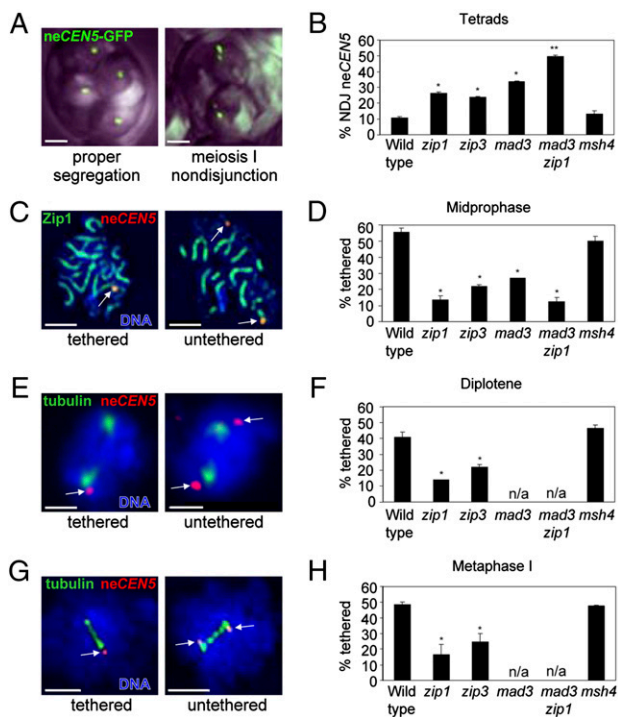 A
neCEN5-GFP
proper
segregation
meiosis I
nondisjunction
B
Tetrads
% NDJ neCEN5
60
50
40
30
20
10
0
* * * **
Wild
type
zip1
zip3
mad3
mad3
zip1
msh4
C
Zip1 neCEN5
DNA
tethered
untethered
D
Midprophase
% tethered
60
50
40
30
20
10
0
* * * *
Wild
type
zip1
zip3
mad3
mad3
zip1
msh4
E
tubulin neCEN5
DNA
tethered
untethered
F
Diplotene
% tethered
60
50
40
30
20
10
0
* *
n/a n/a
Wild
type
zip1
zip3
mad3
mad3
zip1
msh4
G
tubulin neCEN5
DNA
tethered
untethered
H
Metaphase I
% tethered
60
50
40
30
20
10
0
* *
n/a n/a
Wild
type
zip1
zip3
mad3
mad3
zip1
msh4